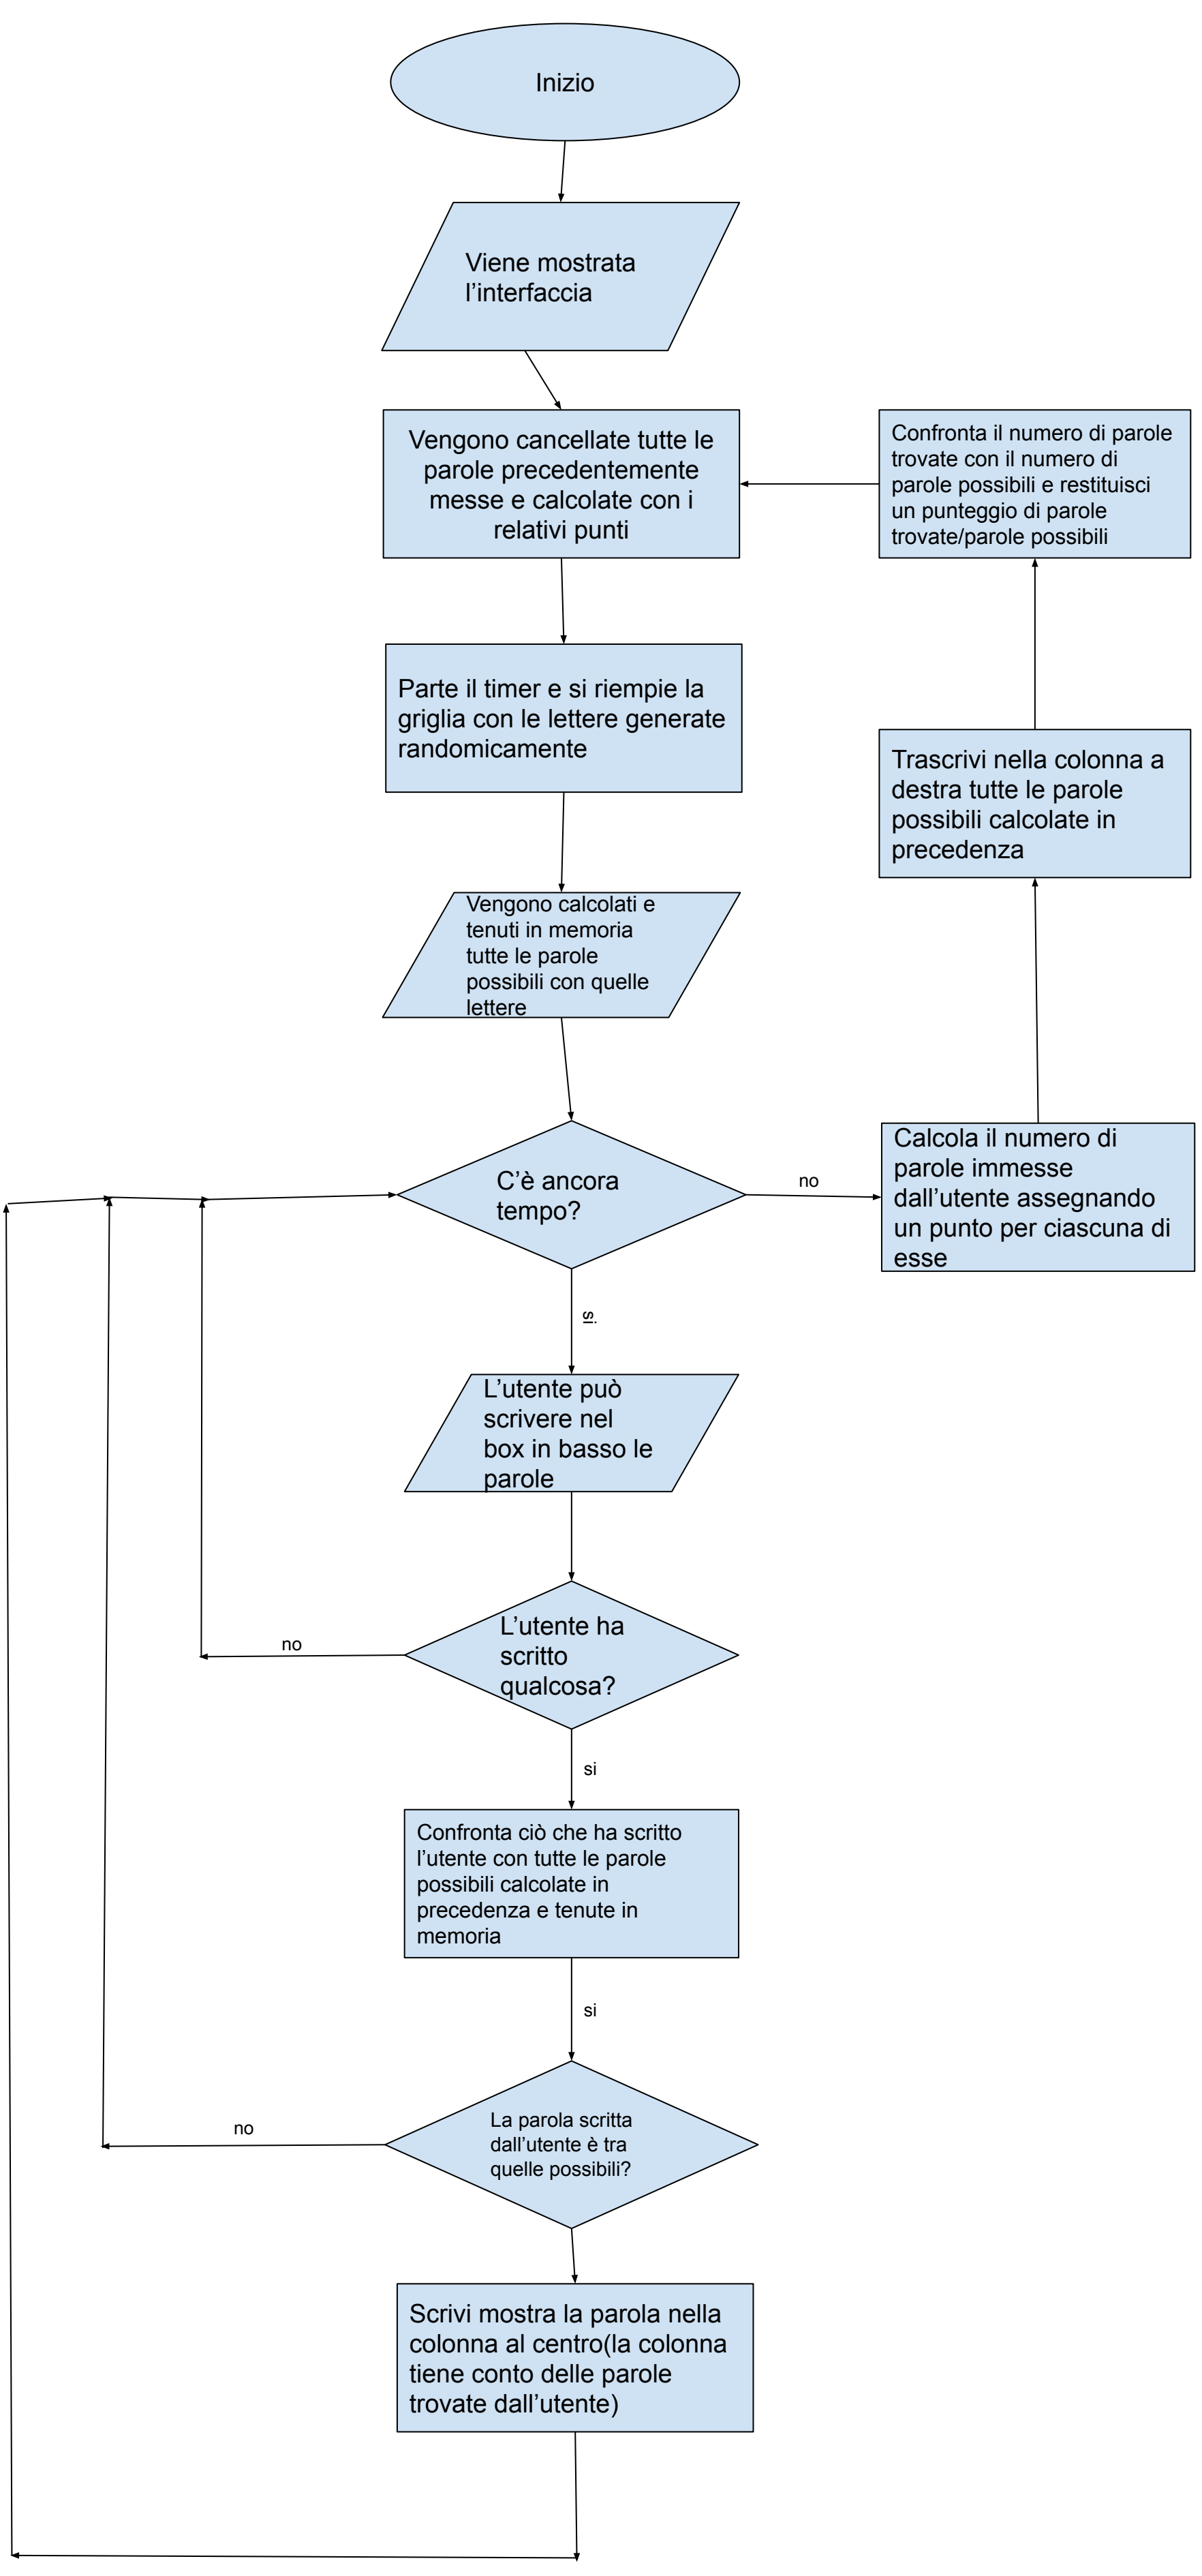 Inizio
Viene mostrata
l'interfaccia
Vengono cancellate tutte le
parole precedentemente
messe e calcolate con i
relativi punti
Confronta il numero di parole
trovate con il numero di
parole possibili e restituisci
un punteggio di parole
trovate/parole possibili
Parte il timer e si riempie la
griglia con le lettere generate
randomicamente
Trascrivi nella colonna a
destra tutte le parole
possibili calcolate in
precedenza
Vengono calcolati e
tenuti in memoria
tutte le parole
possibili con quelle
lettere
C'è ancora
tempo?
no
Calcola il numero di
parole immesse
dall'utente assegnando
un punto per ciascuna di
esse
si
L'utente può
scrivere nel
box in basso le
parole
L'utente ha
scritto
qualcosa?
no
si
Confronta ciò che ha scritto
l'utente con tutte le parole
possibili calcolate in
precedenza e tenute in
memoria
si
La parola scritta
dall'utente è tra
quelle possibili?
no
Scrivi mostra la parola nella
colonna al centro(la colonna
tiene conto delle parole
trovate dall'utente)